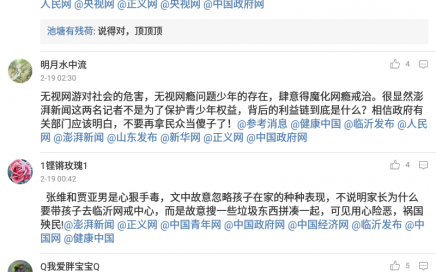 人民网 @央视网 @正义网 @央视网 @中国政府网
池塘有残荷: 说得对，顶顶顶
明月水中流
4
2-19 02:30
无视网游对社会的危害，无视网瘾问题少年的存在，肆意得魔化网瘾戒治。很显然澎
湃新闻这两名记者不是为了保护青少年权益，背后的利益链到底是什么？相信政府有
关部门应该明白，不要再拿民众当傻子了！@参考消息 @健康中国 @临沂发布 @人民
网 @澎湃新闻 @山东发布 @新华网 @正义网 @中国政府网
1铿锵玫瑰1
4
2-19 00:42
张维和贾亚男是心狠手毒，文中故意忽略孩子在家的种种表现，不说明家长为什么
要带孩子去临沂网戒中心，而是故意搜一些垃圾东西拼凑一起，可见用心险恶，祸国
殃民!@澎湃新闻 @正义网 @中国青年网 @中国政府网 @中国经济网 @临沂发布 @中
国网 @健康中国
Q我爱胖宝宝Q
5